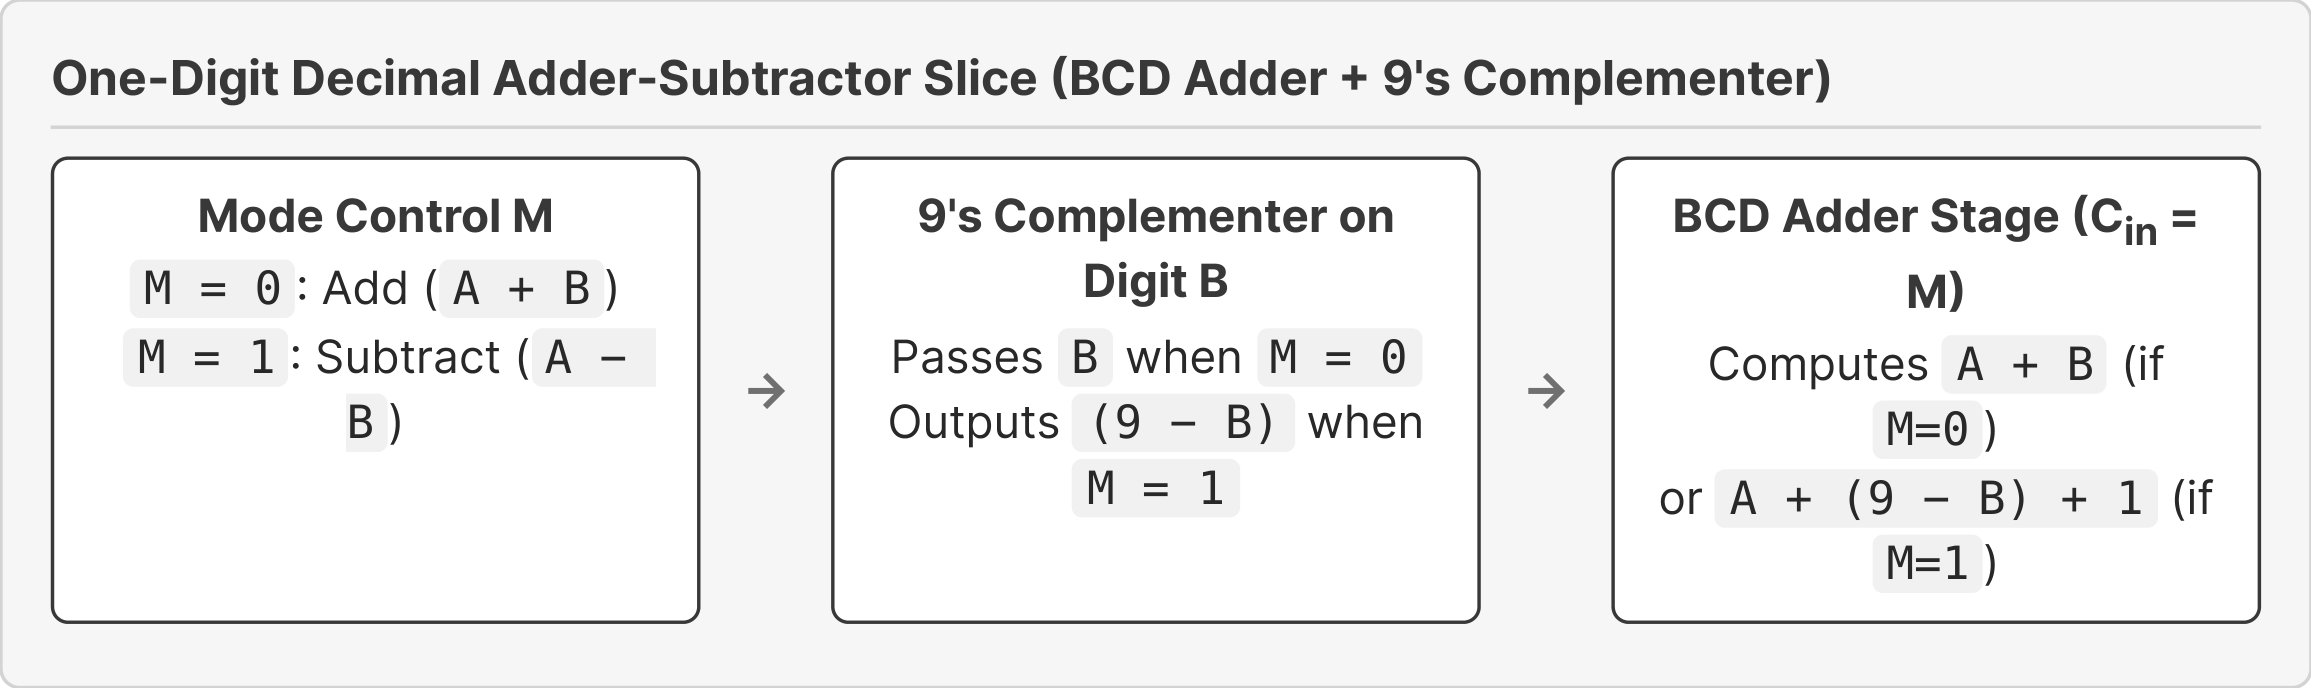 One-Digit Decimal Adder-Subtractor Slice (BCD Adder + 9's Complementer)
Mode Control M
M = 0: Add (A + B)
M = 1: Subtract (A −
B)
→
9's Complementer on
Digit B
Passes B when M = 0
Outputs (9 − B) when
M = 1
→
BCD Adder Stage (Cin =
M)
Computes A + B (if
M=0)
or A + (9 − B) + 1 (if
M=1)